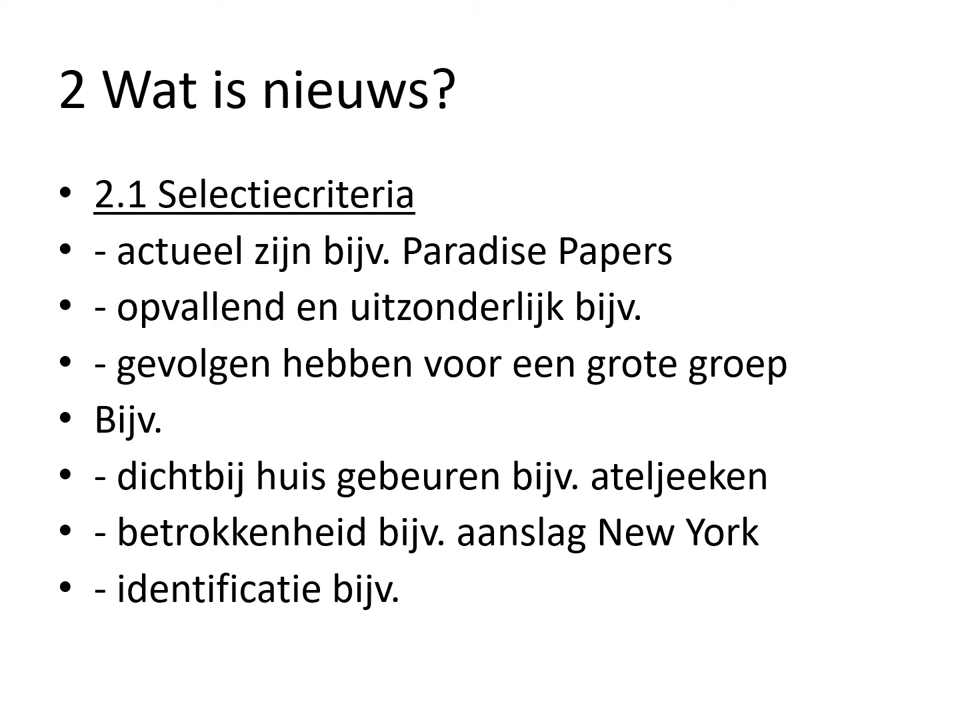 2 Wat is nieuws?
• 2.1 Selectiecriteria
• - actueel zijn bijv. Paradise Papers
• - opvallend en uitzonderlijk bijv.
• - gevolgen hebben voor een grote groep
• Bijv.
• - dichtbij huis gebeuren bijv. ateljeeken
• - betrokkenheid bijv. aanslag New York
• - identificatie bijv.